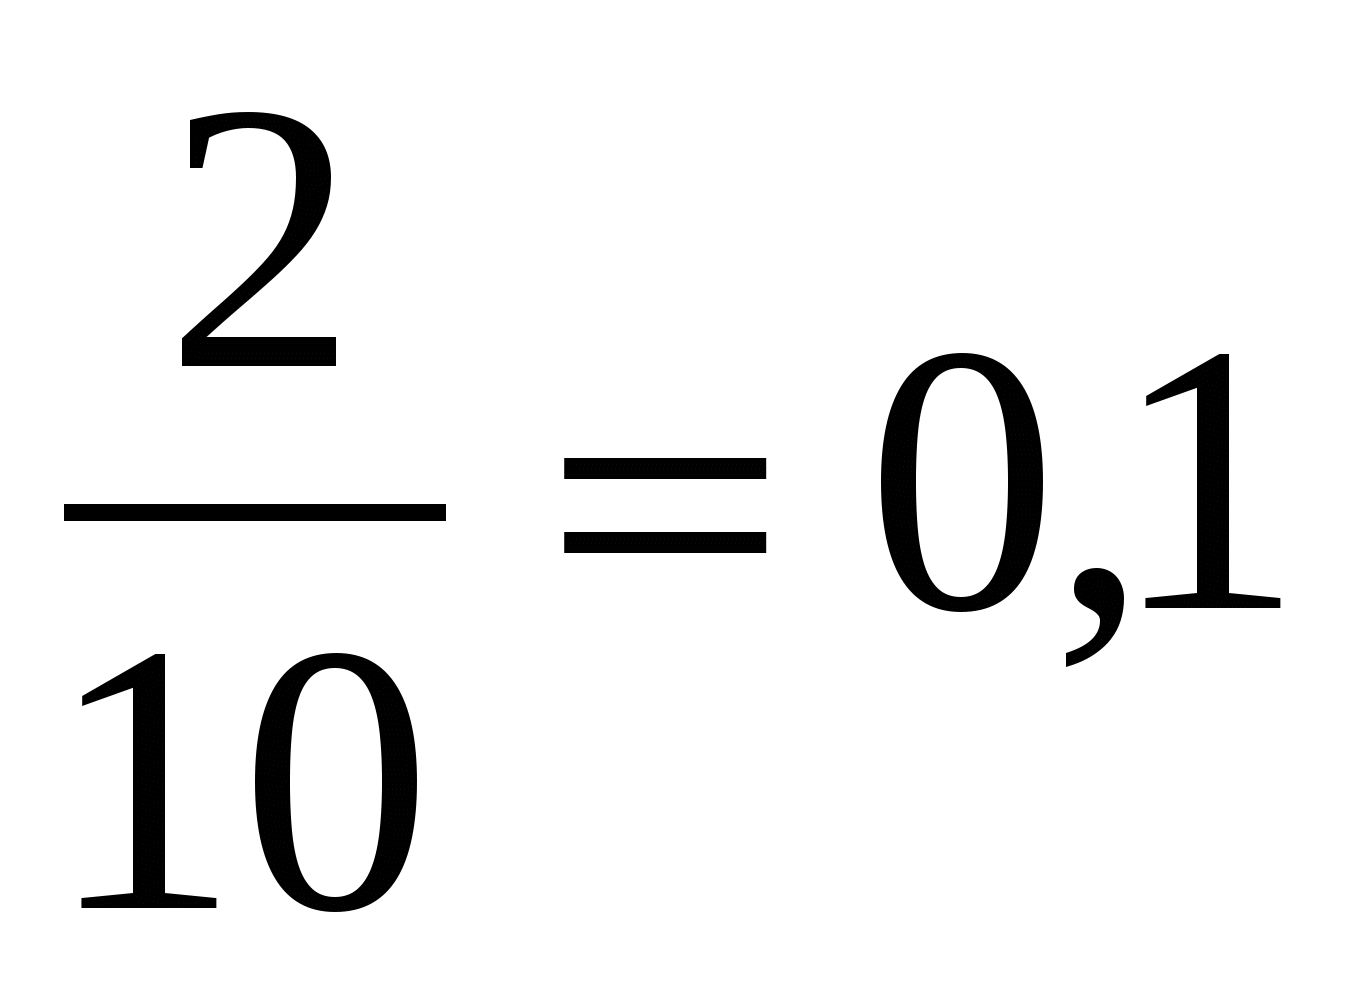 2/10 = 0,1